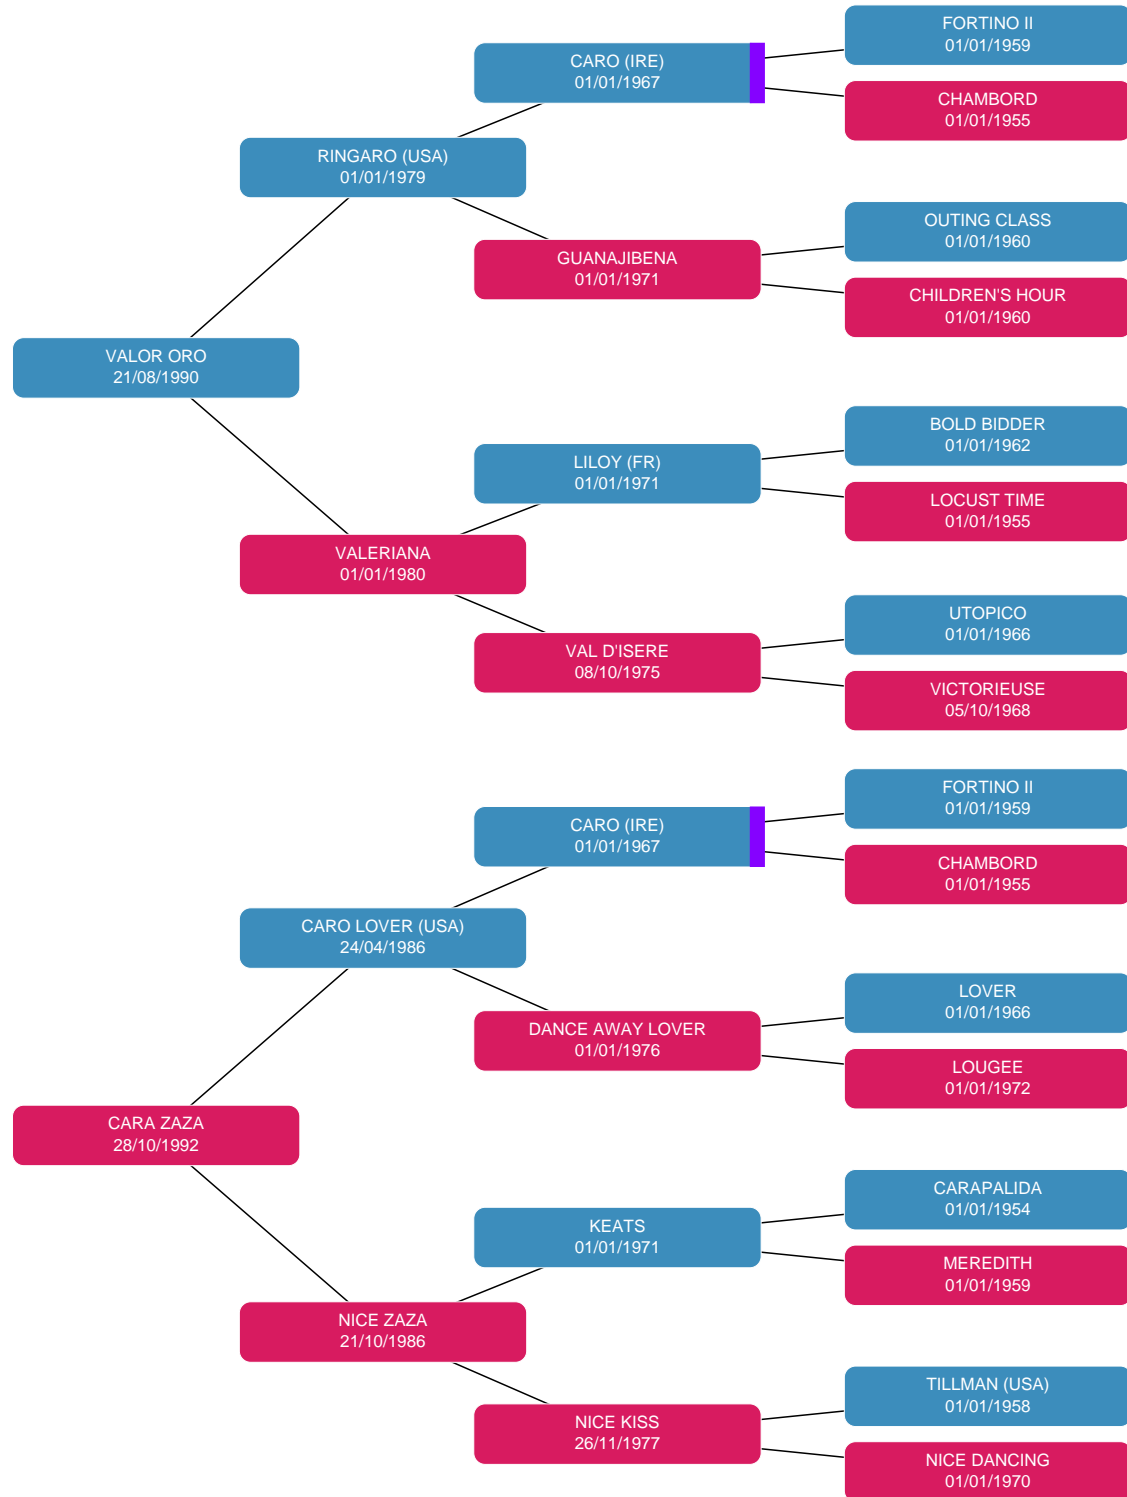 FORTINO II
01/01/1959
CARO (IRE)
01/01/1967
CHAMBORD
01/01/1955
RINGARO (USA)
01/01/1979
OUTING CLASS
01/01/1960
GUANAJIBENA
01/01/1971
CHILDREN'S HOUR
01/01/1960
VALOR ORO
21/08/1990
BOLD BIDDER
01/01/1962
LILOY (FR)
01/01/1971
LOCUST TIME
01/01/1955
VALERIANA
01/01/1980
UTOPICO
01/01/1966
VAL D'ISERE
08/10/1975
VICTORIEUSE
05/10/1968
FORTINO II
01/01/1959
CARO (IRE)
01/01/1967
CHAMBORD
01/01/1955
CARO LOVER (USA)
24/04/1986
LOVER
01/01/1966
DANCE AWAY LOVER
01/01/1976
LOUGEE
01/01/1972
CARA ZAZA
28/10/1992
CARAPALIDA
01/01/1954
KEATS
01/01/1971
MEREDITH
01/01/1959
NICE ZAZA
21/10/1986
TILLMAN (USA)
01/01/1958
NICE KISS
26/11/1977
NICE DANCING
01/01/1970